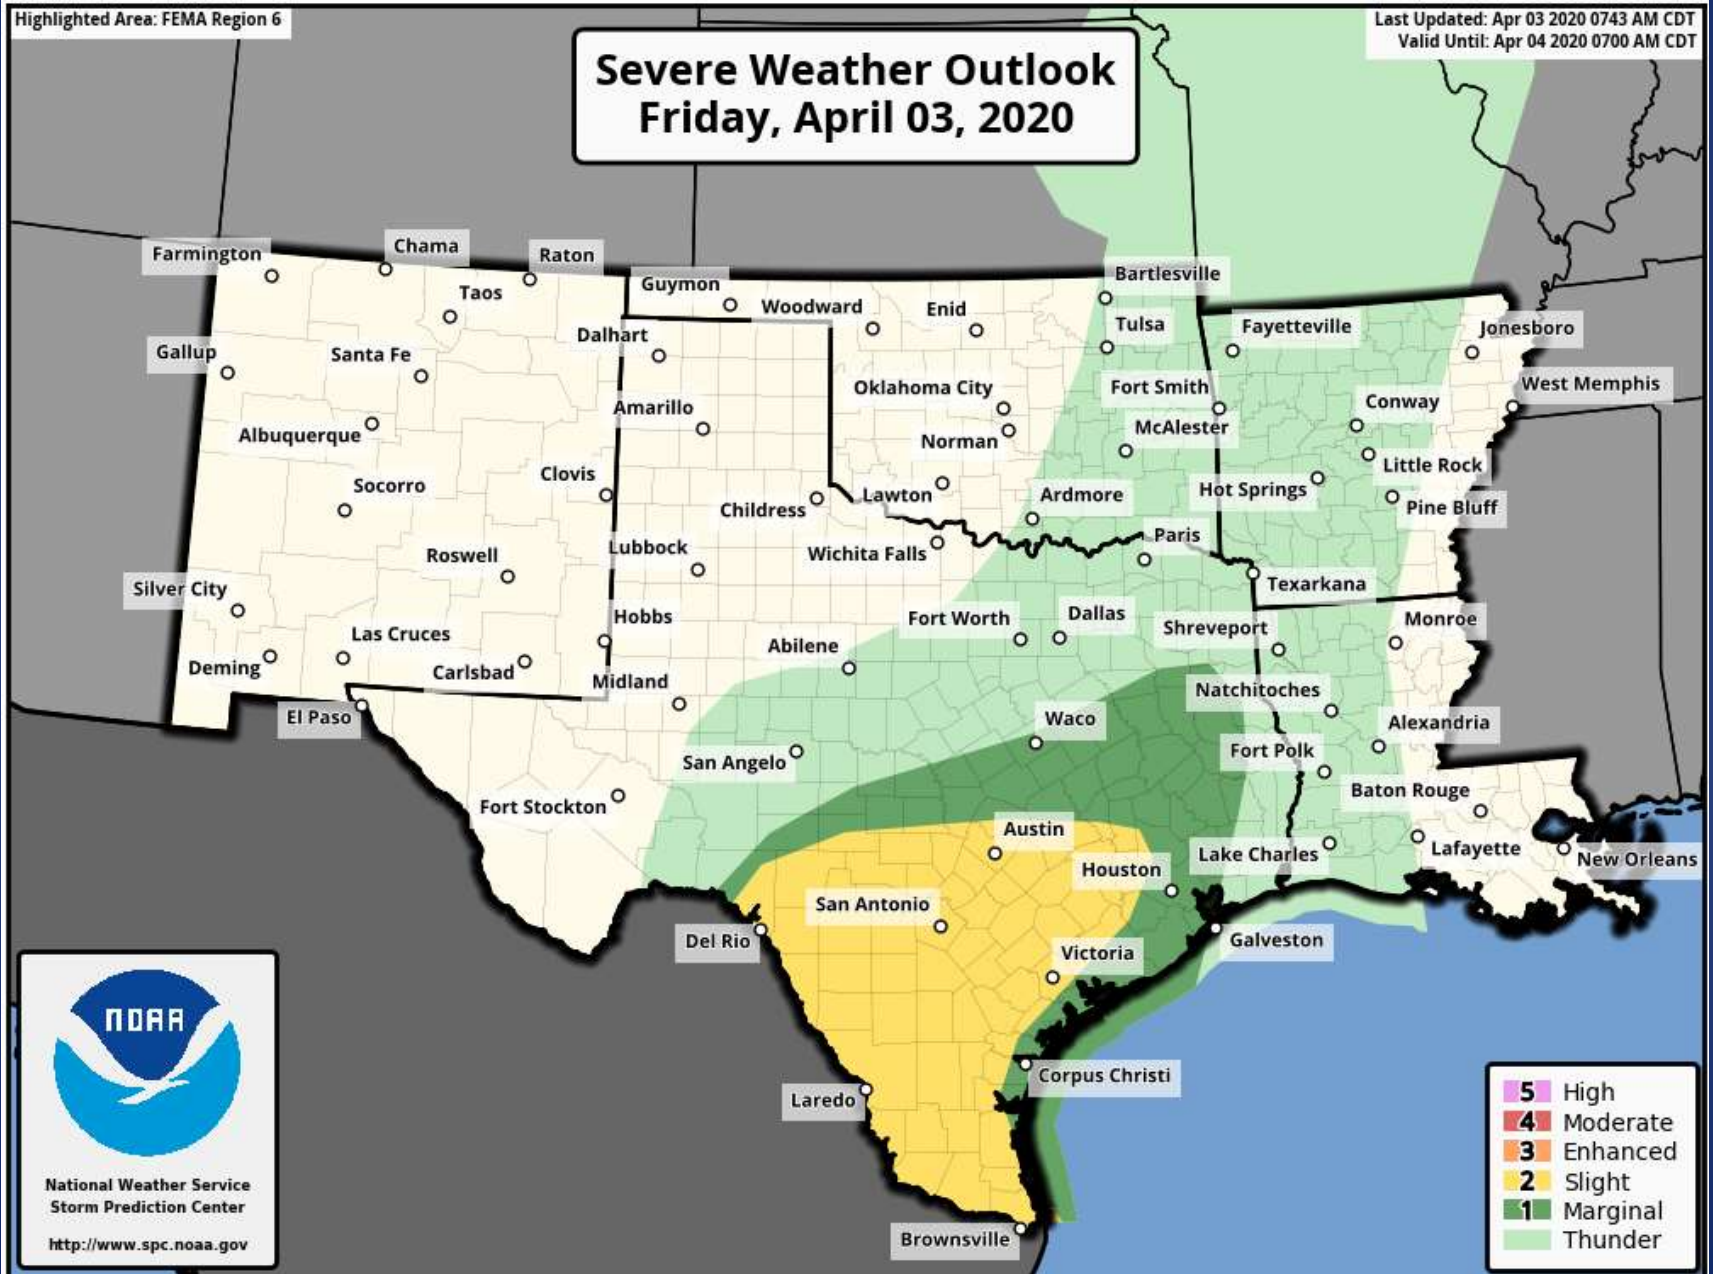 Highlighted Area: FEMA Region 6
Last Updated: Apr 03 2020 0743 AM CDT
Valid Until: Apr 04 2020 0700 AM CDT
Severe Weather Outlook
Friday, April 03, 2020
Farmington
Chama
Raton
Taos
Guymon
Woodward
Enid
Bartlesville
Tulsa
Fayetteville
Jonesboro
Gallup
Santa Fe
Dalhart
Oklahoma City
Fort Smith
Conway
West Memphis
Albuquerque
Amarillo
Norman
McAlester
Little Rock
Socorro
Clovis
Childress
Lawton
Ardmore
Hot Springs
Pine Bluff
Roswell
Lubbock
Wichita Falls
Paris
Texarkana
Silver City
Hobbs
Las Cruces
Fort Worth
Dallas
Shreveport
Monroe
Deming
Carlsbad
Midland
Abilene
Natchitoches
El Paso
Waco
Alexandria
San Angelo
Fort Polk
Fort Stockton
Baton Rouge
Austin
Lake Charles
Lafayette
New Orleans
Houston
San Antonio
Del Rio
Victoria
Galveston
Corpus Christi
Laredo
Brownsville
NOAA
National Weather Service
Storm Prediction Center
http://www.spc.noaa.gov
5 High
4 Moderate
3 Enhanced
2 Slight
1 Marginal
Thunder